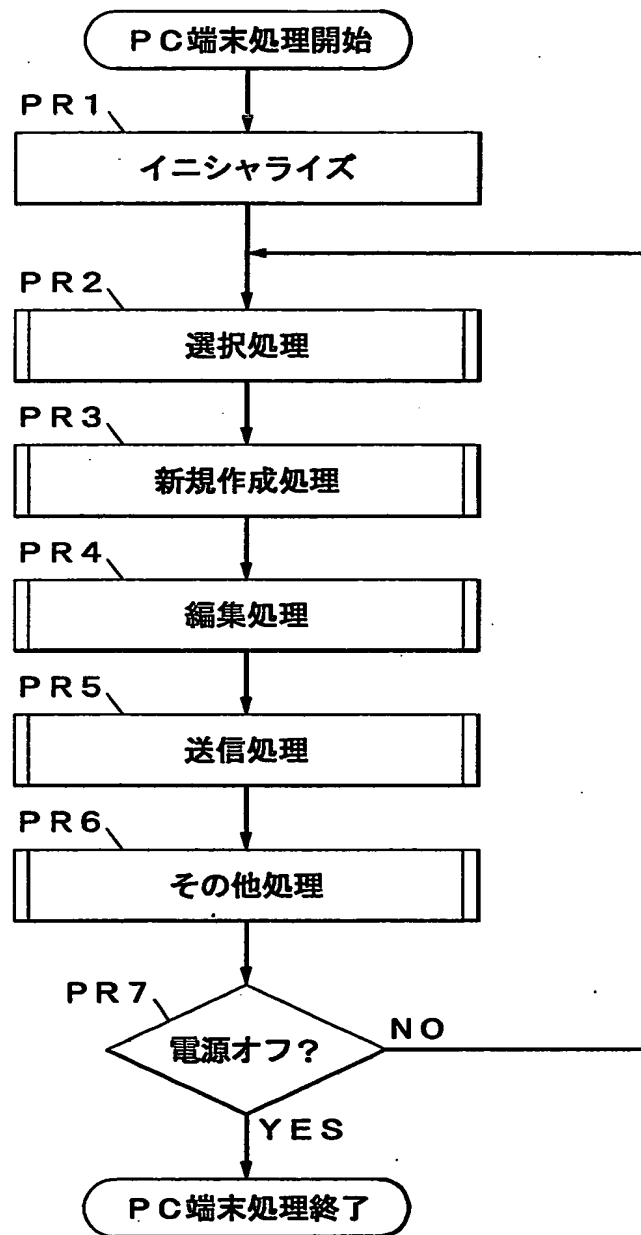 PC端末処理開始
PR1
イニシャライズ
PR2
選択処理
PR3
新規作成処理
PR4
編集処理
PR5
送信処理
PR6
その他処理
PR7
電源オフ?
NO
YES
PC端末処理終了